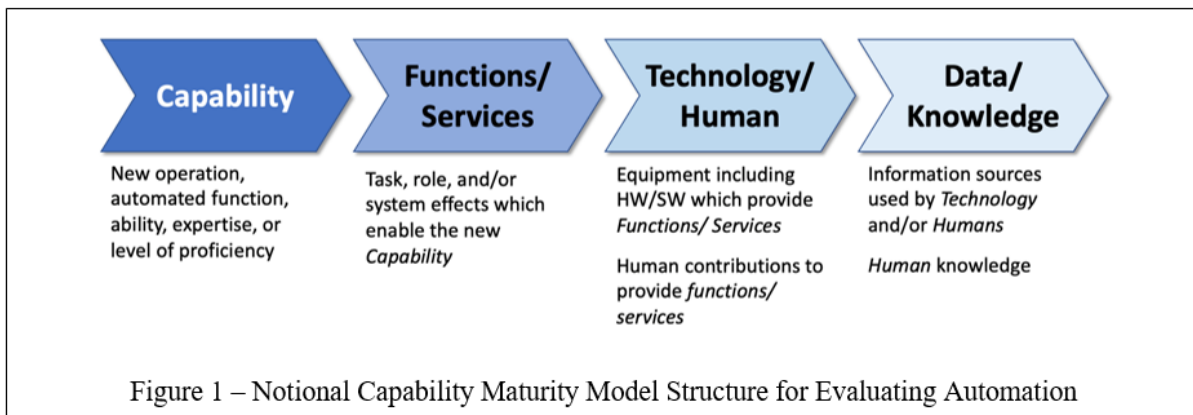 Capability
Functions/
Services
Technology/
Human
Data/
Knowledge
New operation,
automated function,
ability, expertise, or
level of proficiency
Task, role, and/or
system effects which
enable the new
Capability
Equipment including
HW/SW which provide
Functions/ Services
Human contributions to
provide functions/
services
Information sources
used by Technology
and/or Humans
Human knowledge
Figure 1 – Notional Capability Maturity Model Structure for Evaluating Automation